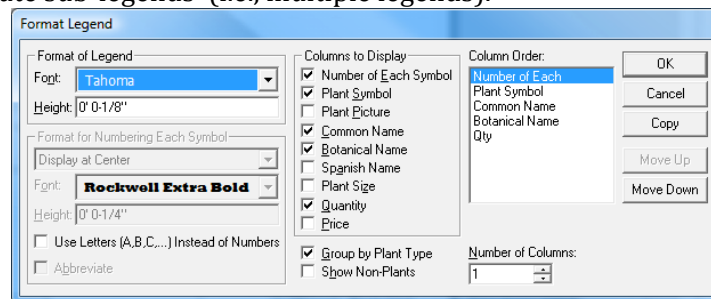 ate sub-legends (i.e., multiple legends).
Format Legend
Format of Legend
Font: Tahoma
Height: 0' 0-1/8''
Format for Numbering Each Symbol
Display at Center
Font: Rockwell Extra Bold
Height: 0' 0-1/4''
Use Letters (A,B,C,...) Instead of Numbers
Abbreviate
Columns to Display
Number of Each Symbol
Plant Symbol
Plant Picture
Common Name
Botanical Name
Spanish Name
Plant Size
Quantity
Price
Group by Plant Type
Show Non-Plants
Column Order:
Number of Each
Plant Symbol
Common Name
Botanical Name
Qty
Number of Columns:
1
OK
Cancel
Copy
Move Up
Move Down